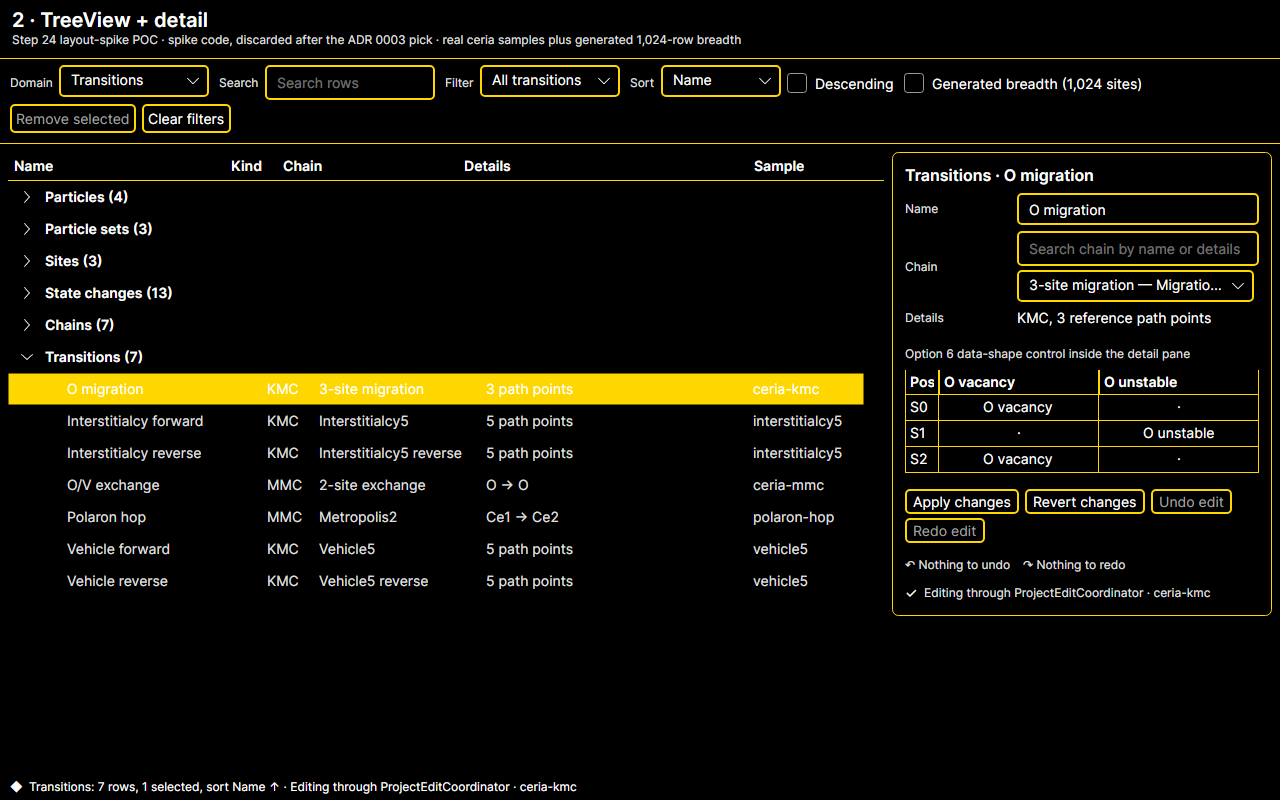 2 · TreeView + detail
Step 24 layout-spike POC · spike code, discarded after the ADR 0003 pick · real ceria samples plus generated 1,024-row breadth
Domain Transitions Search Search rows Filter All transitions Sort Name Descending Generated breadth (1,024 sites)
Remove selected Clear filters
Name Kind Chain Details Sample
Particles (4)
Particle sets (3)
Sites (3)
State changes (13)
Chains (7)
Transitions (7)
O migration KMC 3-site migration 3 path points ceria-kmc
Interstitialcy forward KMC Interstitialcy5 5 path points interstitialcy5
Interstitialcy reverse KMC Interstitialcy5 reverse 5 path points interstitialcy5
O/V exchange MMC 2-site exchange O → O ceria-mmc
Polaron hop MMC Metropolis2 Ce1 → Ce2 polaron-hop
Vehicle forward KMC Vehicle5 5 path points vehicle5
Vehicle reverse KMC Vehicle5 reverse 5 path points vehicle5
Transitions · O migration
Name O migration
Search chain by name or details
Chain
3-site migration — Migratio...
Details KMC, 3 reference path points
Option 6 data-shape control inside the detail pane
Pos O vacancy O unstable
S0 O vacancy ·
S1 · O unstable
S2 O vacancy ·
Apply changes Revert changes Undo edit
Redo edit
↶ Nothing to undo ↷ Nothing to redo
✓ Editing through ProjectEditCoordinator · ceria-kmc
◆ Transitions: 7 rows, 1 selected, sort Name ↑ · Editing through ProjectEditCoordinator · ceria-kmc